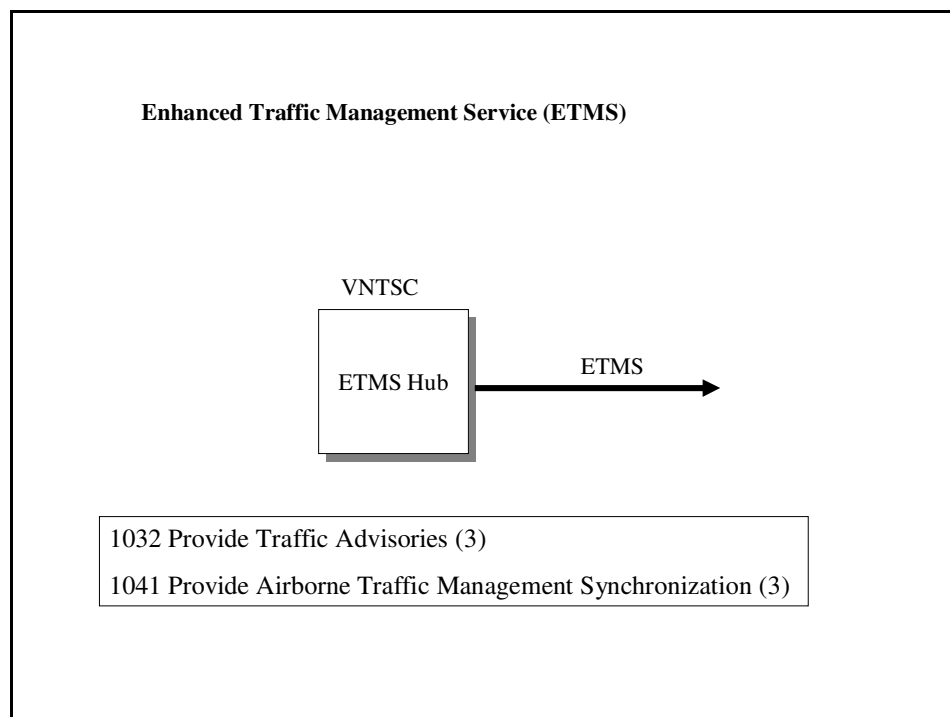 Enhanced Traffic Management Service (ETMS)
VNTSC
ETMS Hub
ETMS
1032 Provide Traffic Advisories (3)
1041 Provide Airborne Traffic Management Synchronization (3)